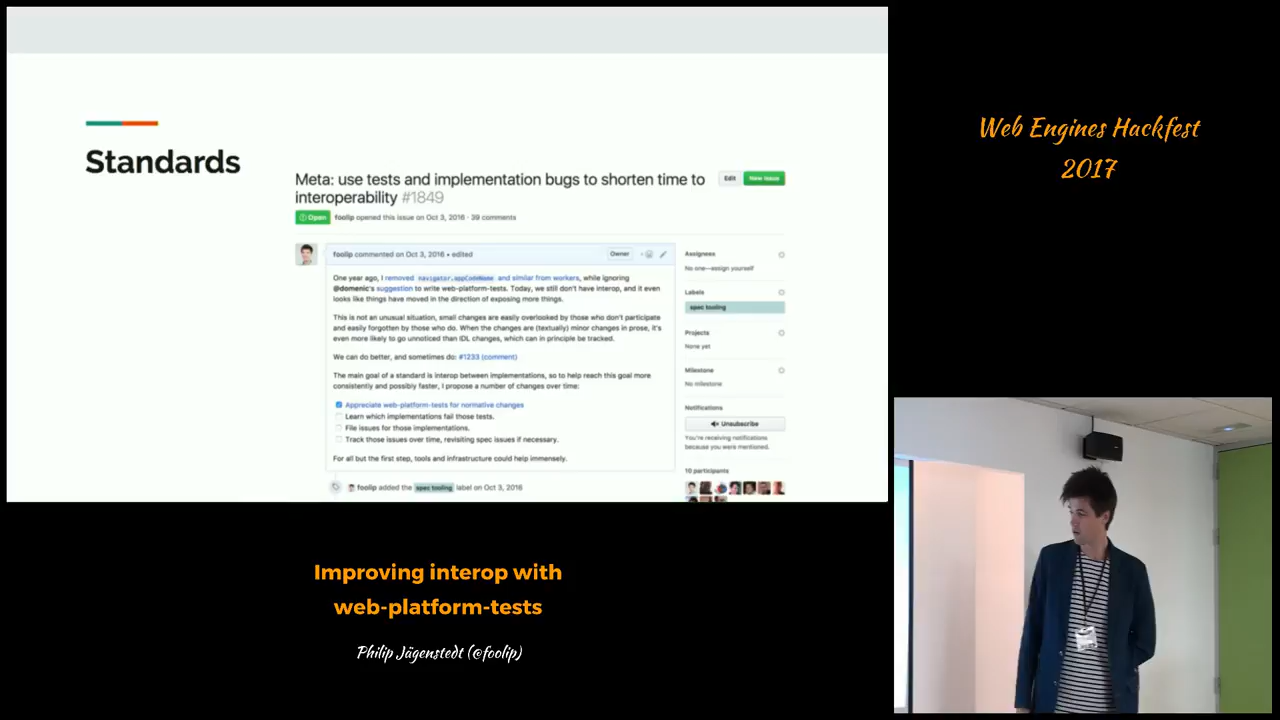 Standards
Meta: use tests and implementation bugs to shorten time to
interoperability #1849
Edit
New issue
Open
foolip opened this issue on Oct 3, 2016 · 39 comments
foolip commented on Oct 3, 2016 • edited
Owner
One year ago, I removed navigator.appCodeName and similar from workers, while ignoring
@domenic's suggestion to write web-platform-tests. Today, we still don't have interop, and it even
looks like things have moved in the direction of exposing more things.
This is not an unusual situation, small changes are easily overlooked by those who don't participate
and easily forgotten by those who do. When the changes are (textually) minor changes in prose, it's
even more likely to go unnoticed than IDL changes, which can in principle be tracked.
We can do better, and sometimes do: #1233 (comment)
The main goal of a standard is interop between implementations, so to help reach this goal more
consistently and possibly faster, I propose a number of changes over time:
Appreciate web-platform-tests for normative changes
Learn which implementations fail those tests.
File issues for those implementations.
Track those issues over time, revisiting spec issues if necessary.
For all but the first step, tools and infrastructure could help immensely.
foolip added the spec tooling label on Oct 3, 2016
Assignees
No one—assign yourself
Labels
spec tooling
Projects
None yet
Milestone
No milestone
Notifications
Unsubscribe
You're receiving notifications
because you were mentioned.
10 participants
Web Engines Hackfest
2017
Improving interop with
web-platform-tests
Philip Jägenstedt (@foolip)